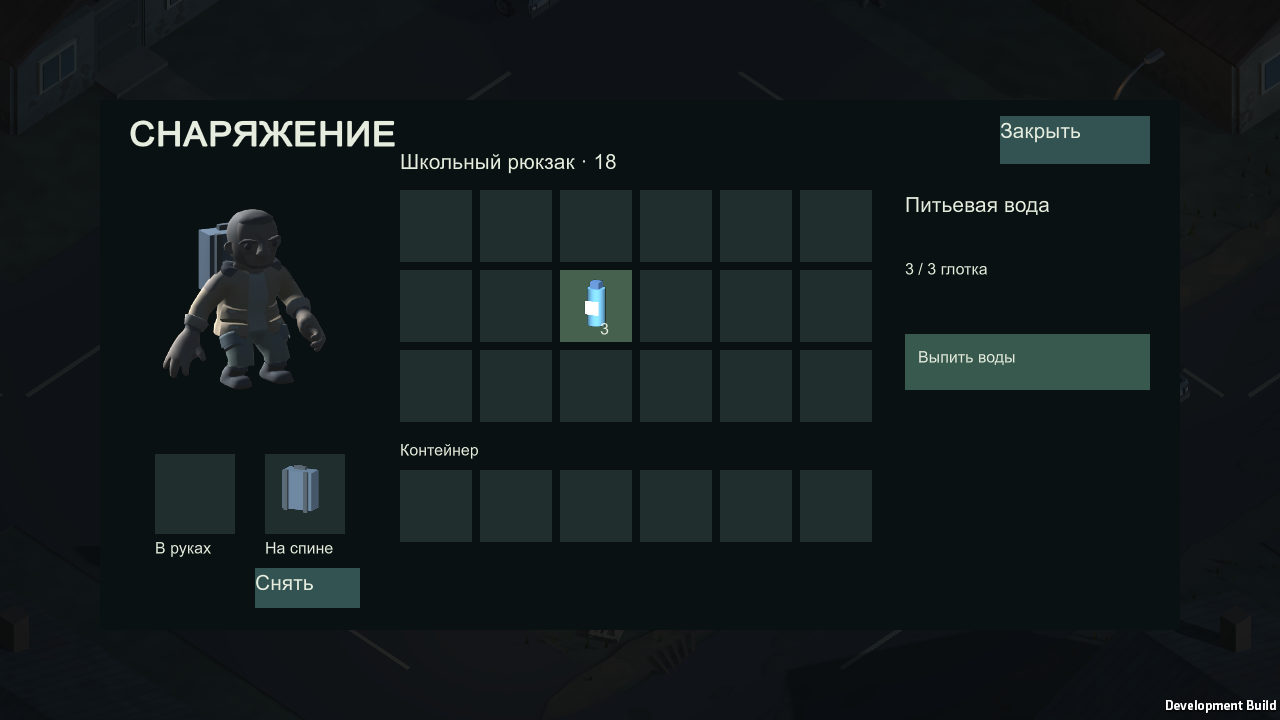 СНАРЯЖЕНИЕ
Закрыть
Школьный рюкзак · 18
Питьевая вода
3 / 3 глотка
3
Выпить воды
Контейнер
В руках
На спине
Снять
Development Build